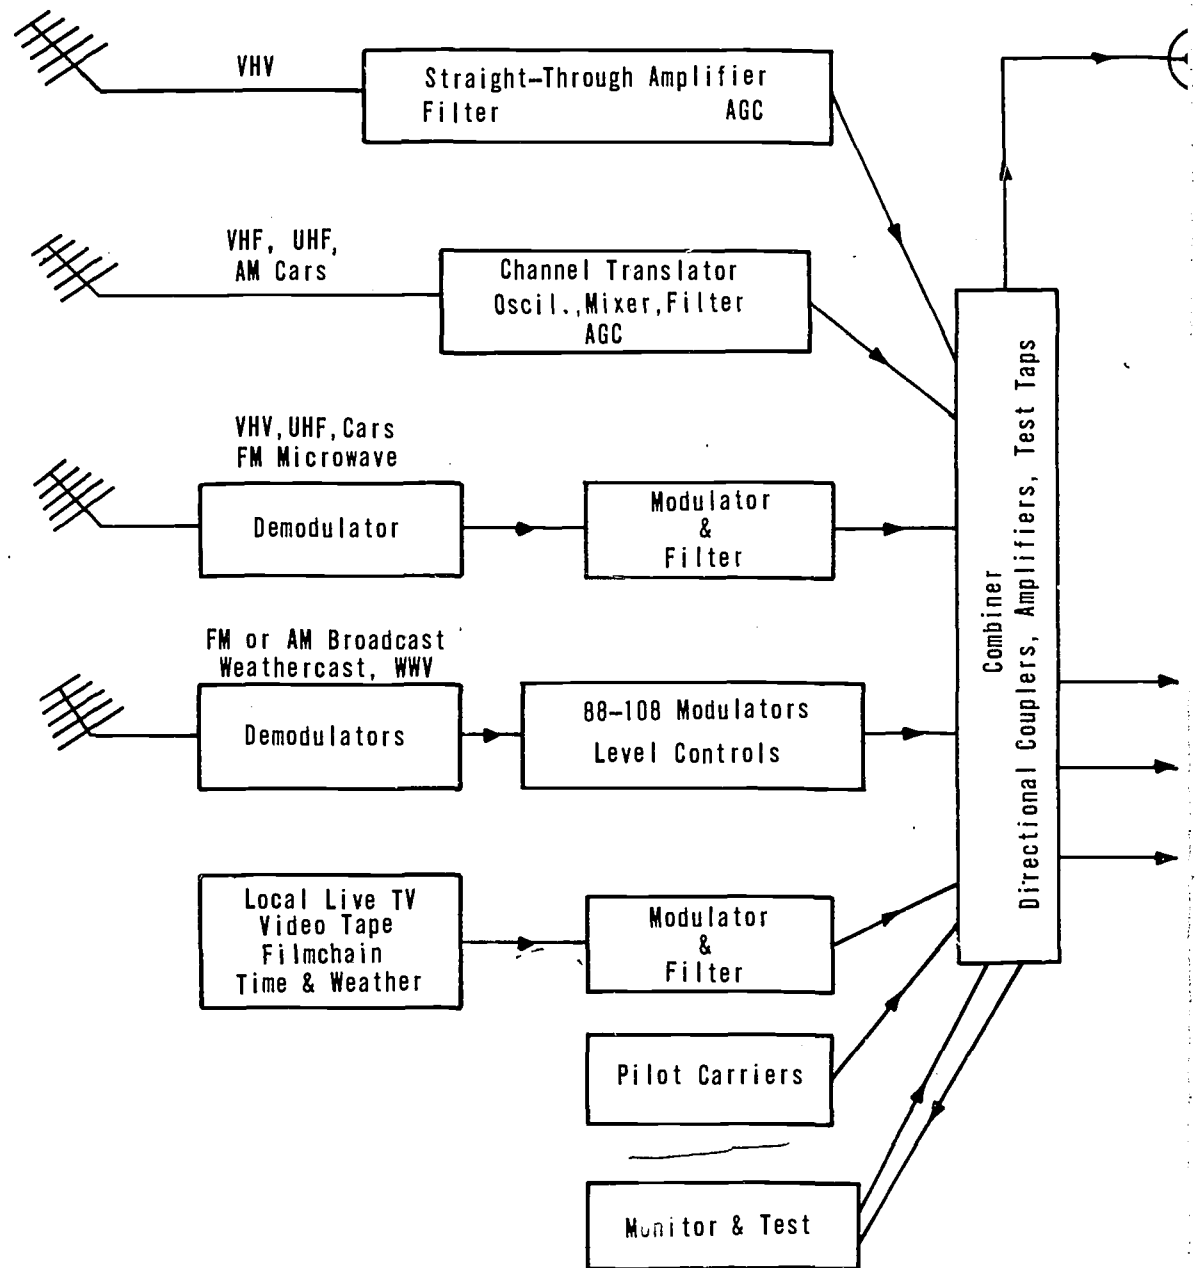 VHV
Straight-Through Amplifier
Filter AGC
VHF, UHF,
AM Cars
Channel Translator
Oscil.,Mixer,Filter
AGC
VHV,UHF,Cars
FM Microwave
Demodulator
Modulator
&
Filter
FM or AM Broadcast
Weathercast, WWV
Demodulators
88-108 Modulators
Level Controls
Local Live TV
Video Tape
Filmchain
Time & Weather
Modulator
&
Filter
Pilot Carriers
Monitor & Test
Combiner
Directional Couplers, Amplifiers, Test Taps